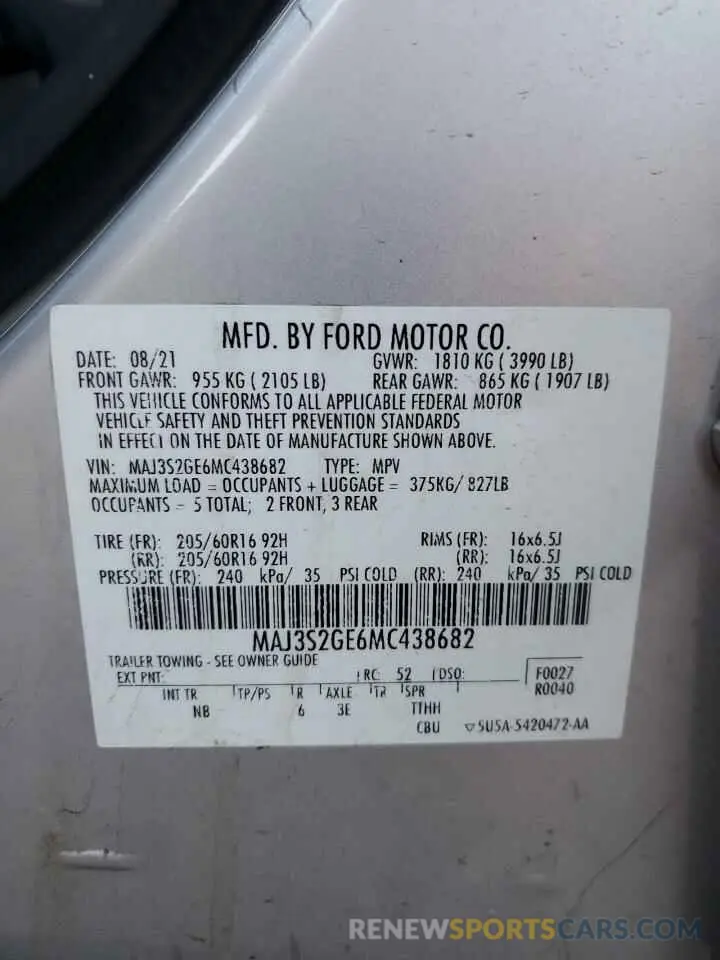 MFD. BY FORD MOTOR CO.
DATE: 08/21 GVWR: 1810 KG ( 3990 LB)
FRONT GAWR: 955 KG ( 2105 LB) REAR GAWR: 865 KG ( 1907 LB)
THIS VEHICLE CONFORMS TO ALL APPLICABLE FEDERAL MOTOR
VEHICLE SAFETY AND THEFT PREVENTION STANDARDS
IN EFFECT ON THE DATE OF MANUFACTURE SHOWN ABOVE.
VIN: MAJ3S2GE6MC438682 TYPE: MPV
MAXIMUM LOAD = OCCUPANTS + LUGGAGE = 375KG/ 827LB
OCCUPANTS = 5 TOTAL; 2 FRONT, 3 REAR
TIRE (FR): 205/60R16 92H RIMS (FR): 16x6.5J
(RR): 205/60R16 92H (RR): 16x6.5J
PRESSURE (FR): 240 kPa/ 35 PSI COLD (RR): 240 kPa/ 35 PSI COLD
MAJ3S2GE6MC438682
TRAILER TOWING - SEE OWNER GUIDE
EXT PNT: RC: 52 DSO: F0027
R0040
INT TR TP/PS R AXLE TR SPR
NB 6 3E TTHH
CBU ▽ 5U5A-5420472-AA
RENEWSPORTSCARS.COM